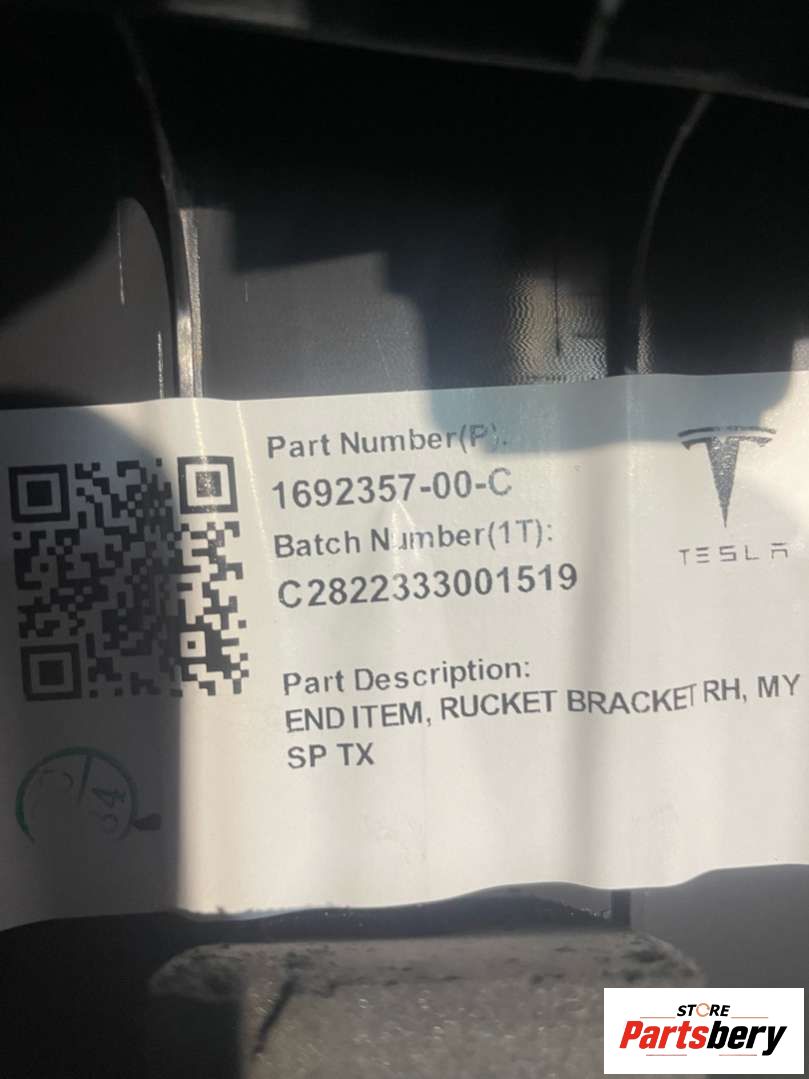 Part Number(P):
1692357-00-C
Batch Number(1T):
C2822333001519
TESLA
Part Description:
END ITEM, RUCKET BRACKET RH, MY
SP TX
STORE
Partsbery